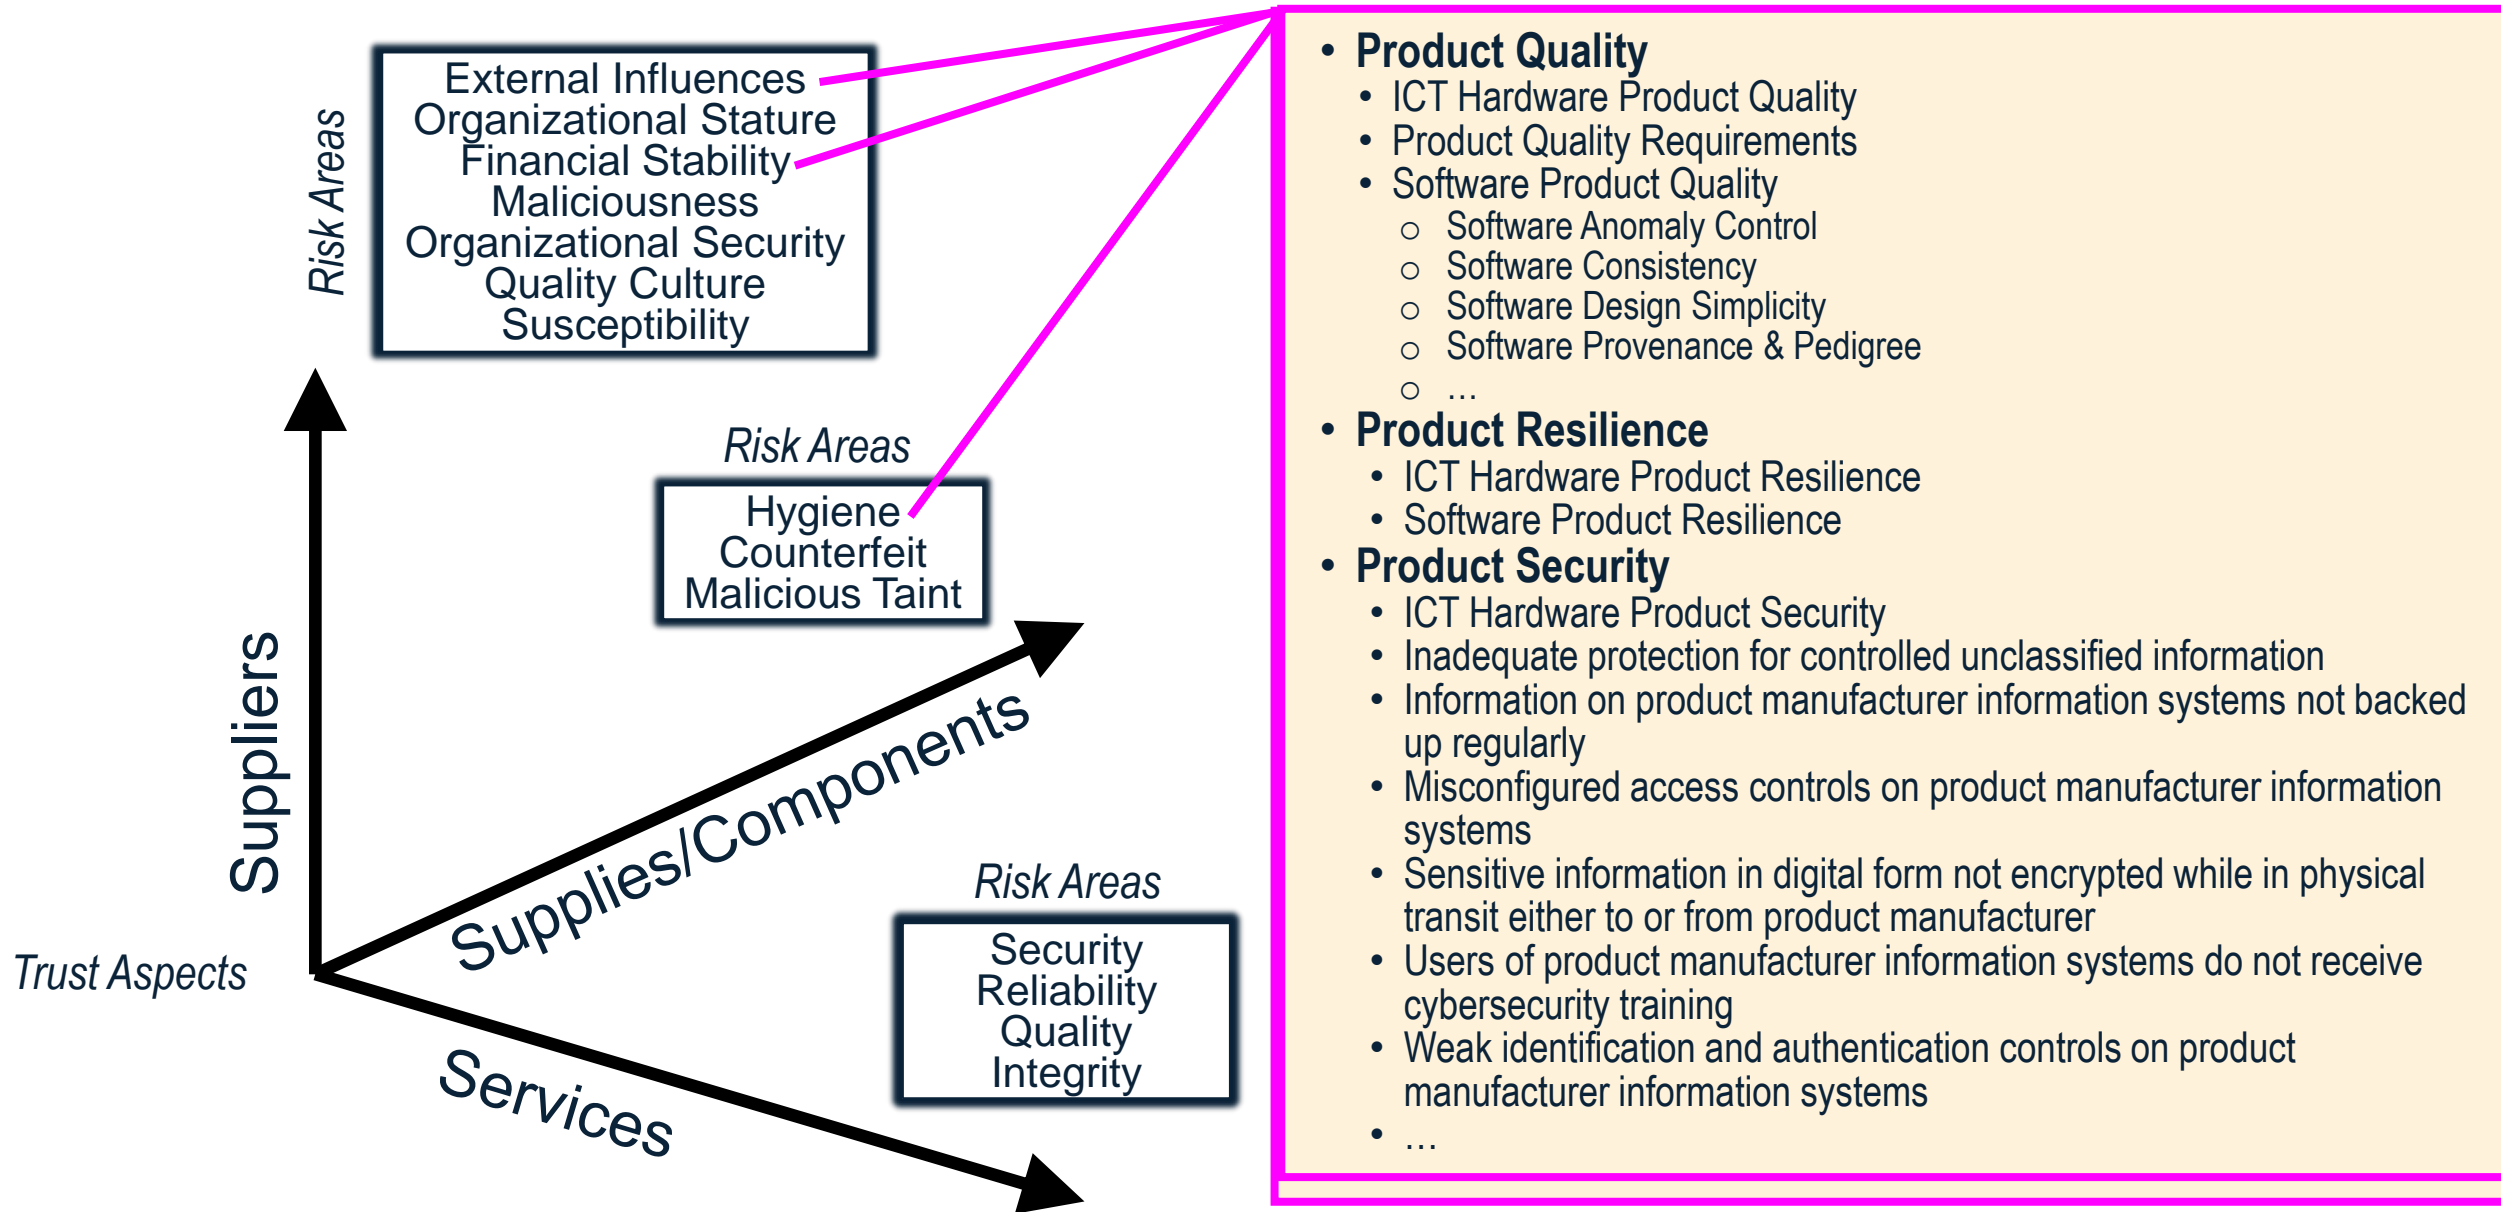 Risk Areas
External Influences
Organizational Stature
Financial Stability
Maliciousness
Organizational Security
Quality Culture
Susceptibility
Risk Areas
Hygiene
Counterfeit
Malicious Taint
Suppliers
Supplies/Components
Risk Areas
Security
Reliability
Quality
Integrity
Trust Aspects
Services
• Product Quality
• ICT Hardware Product Quality
• Product Quality Requirements
• Software Product Quality
o Software Anomaly Control
o Software Consistency
o Software Design Simplicity
o Software Provenance & Pedigree
o …
• Product Resilience
• ICT Hardware Product Resilience
• Software Product Resilience
• Product Security
• ICT Hardware Product Security
• Inadequate protection for controlled unclassified information
• Information on product manufacturer information systems not backed
up regularly
• Misconfigured access controls on product manufacturer information
systems
• Sensitive information in digital form not encrypted while in physical
transit either to or from product manufacturer
• Users of product manufacturer information systems do not receive
cybersecurity training
• Weak identification and authentication controls on product
manufacturer information systems
• …